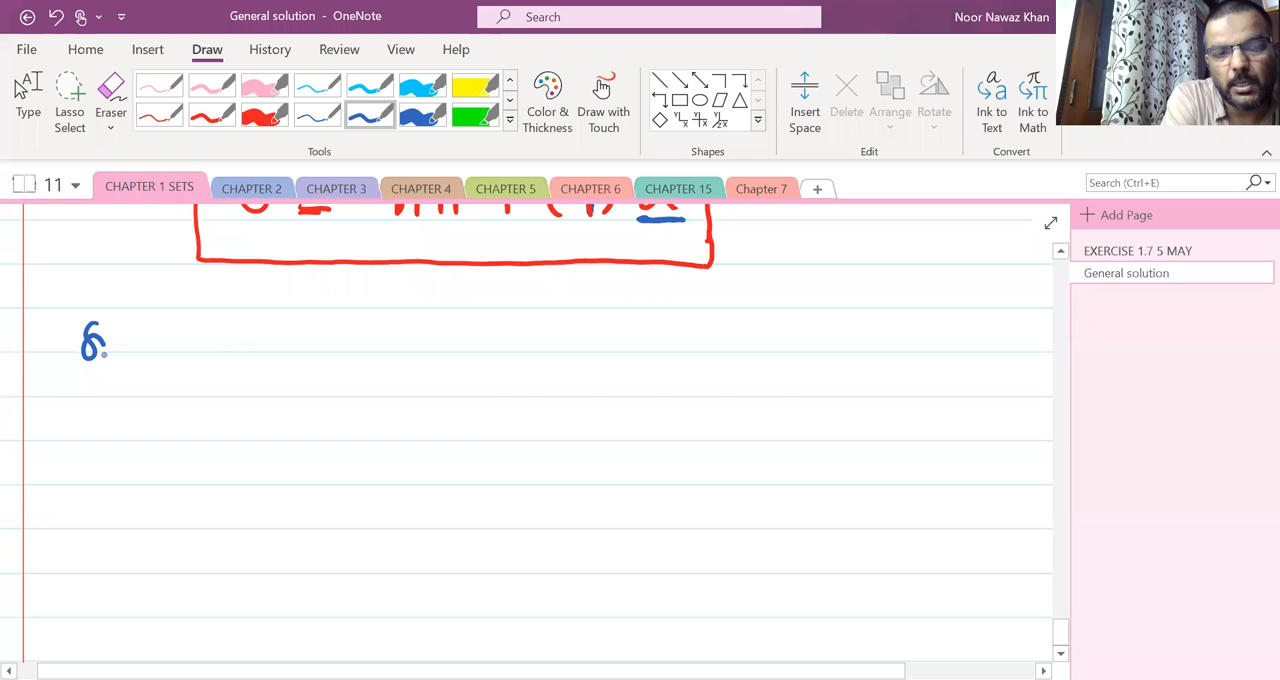 General solution - OneNote
Search
Noor Nawaz Khan
File Home Insert Draw History Review View Help
Type
Lasso Select
Eraser
Color & Thickness
Draw with Touch
Insert Space
Delete
Arrange
Rotate
Ink to Text
Ink to Math
Tools
Shapes
Edit
Convert
11
CHAPTER 1 SETS CHAPTER 2 CHAPTER 3 CHAPTER 4 CHAPTER 5 CHAPTER 6 CHAPTER 15 Chapter 7
Search (Ctrl+E)
Add Page
EXERCISE 1.7 5 MAY
General solution